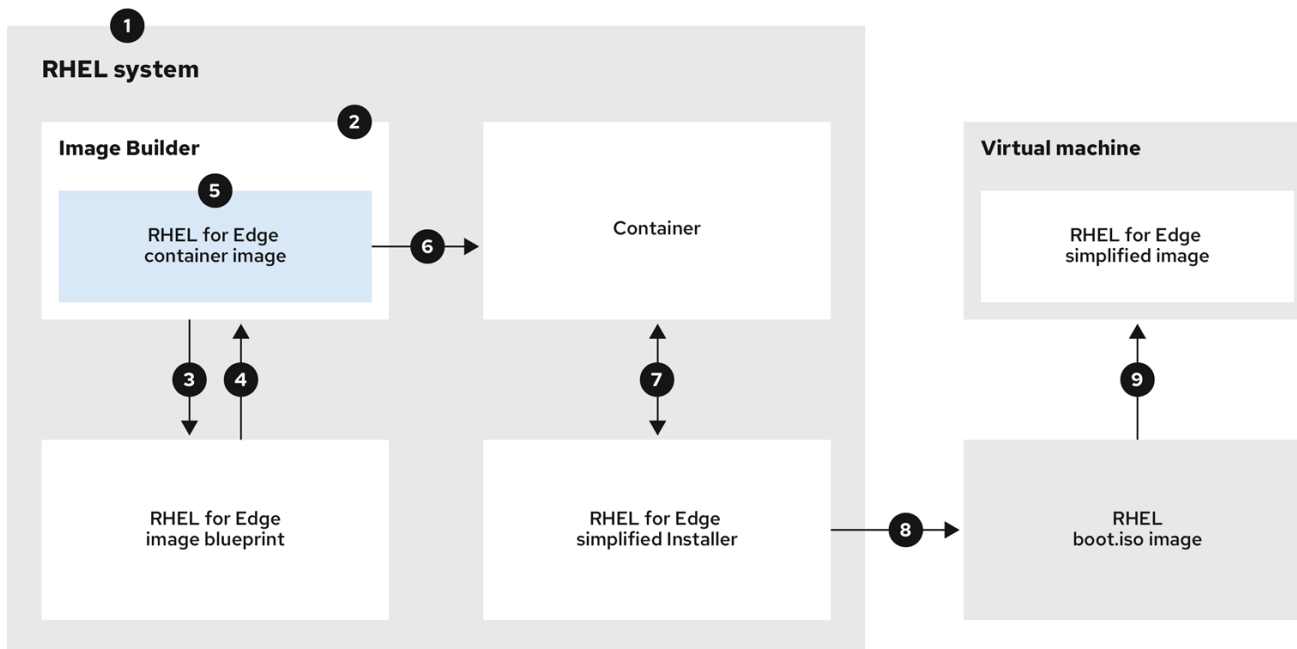 1
RHEL system
2
Image Builder
5
RHEL for Edge
container image
6
Container
Virtual machine
RHEL for Edge
simplified image
3
4
7
9
RHEL for Edge
image blueprint
RHEL for Edge
simplified Installer
8
RHEL
boot.iso image